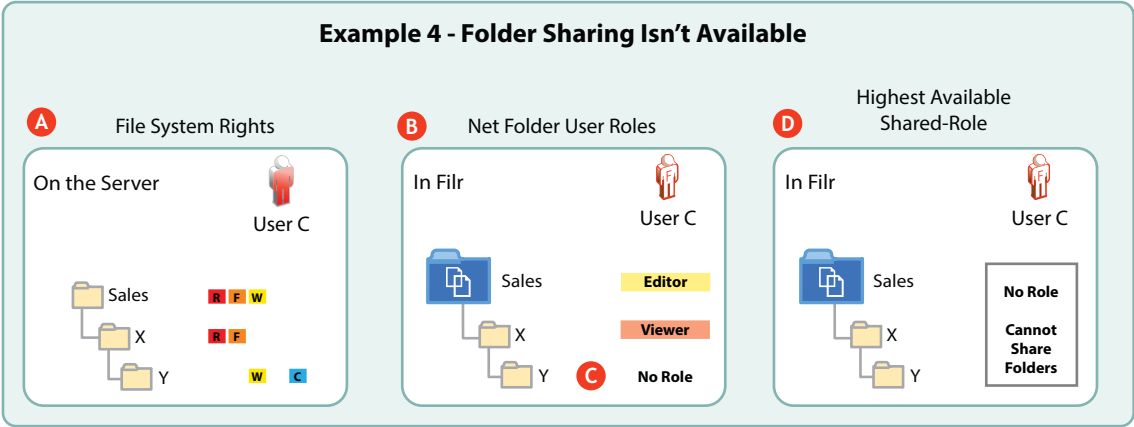 Example 4 - Folder Sharing Isn't Available
A
File System Rights
On the Server
User C
Sales
R F W
X
R F
Y
W C
B
Net Folder User Roles
In Filr
F
User C
Sales
Editor
X
Viewer
Y
C
No Role
D
Highest Available
Shared-Role
In Filr
F
User C
Sales
X
Y
No Role
Cannot
Share
Folders